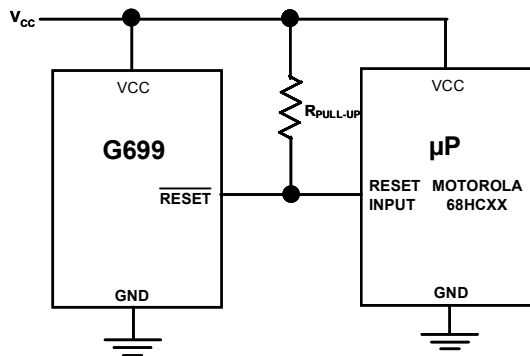 Vcc
VCC
G699
RESET
GND
RPULL-UP
VCC
µP
RESET MOTOROLA
INPUT 68HCXX
GND